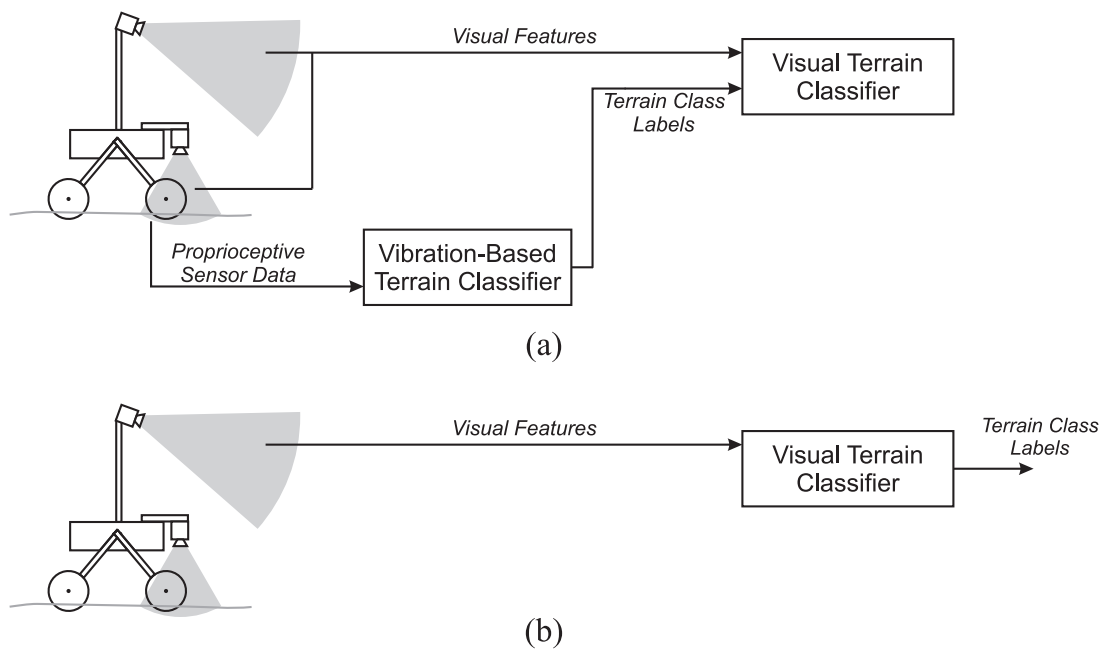 Visual Features
Visual Terrain
Classifier
Terrain Class
Labels
Proprioceptive
Sensor Data
Vibration-Based
Terrain Classifier
(a)
Visual Features
Visual Terrain
Classifier
Terrain Class
Labels
(b)